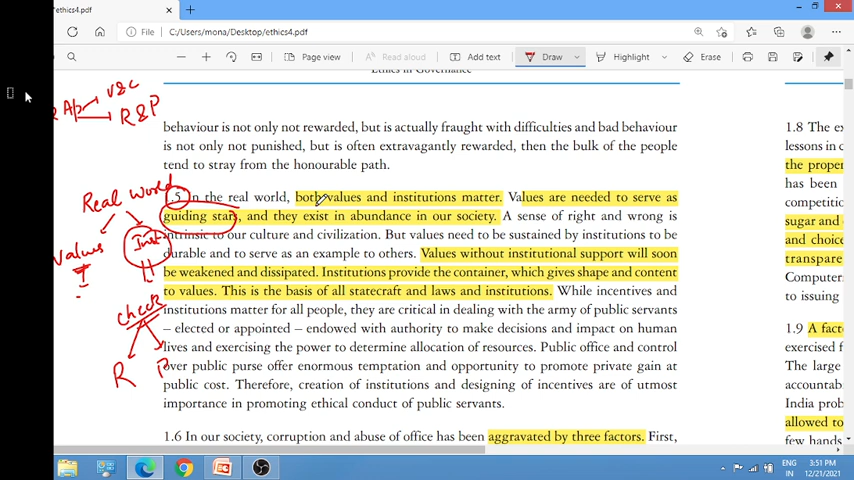 *ethics4.pdf
File
C:/Users/mona/Desktop/ethics4.pdf
Page view
Read aloud
Add text
Draw
Highlight
Erase
Ethics in Governance
V&C
R&P
behaviour is not only not rewarded, but is actually fraught with difficulties and bad behaviour
is not only not punished, but is often extravagantly rewarded, then the bulk of the people
tend to stray from the honourable path.
Real world
Values
Inst
check
R
P
1.5 In the real world, both values and institutions matter. Values are needed to serve as
guiding stars, and they exist in abundance in our society. A sense of right and wrong is
intrinsic to our culture and civilization. But values need to be sustained by institutions to be
durable and to serve as an example to others. Values without institutional support will soon
be weakened and dissipated. Institutions provide the container, which gives shape and content
to values. This is the basis of all statecraft and laws and institutions. While incentives and
institutions matter for all people, they are critical in dealing with the army of public servants
– elected or appointed – endowed with authority to make decisions and impact on human
lives and exercising the power to determine allocation of resources. Public office and control
over public purse offer enormous temptation and opportunity to promote private gain at
public cost. Therefore, creation of institutions and designing of incentives are of utmost
importance in promoting ethical conduct of public servants.
1.6 In our society, corruption and abuse of office has been aggravated by three factors. First,
1.8 The ex
lessons in c
the proper
has been
competitio
sugar and
and choice
transpare
Computer
to issuing
1.9 A facto
exercised f
The large
accountab
India prob
allowed to
few hands
ENG
IN
3:51 PM
12/21/2021